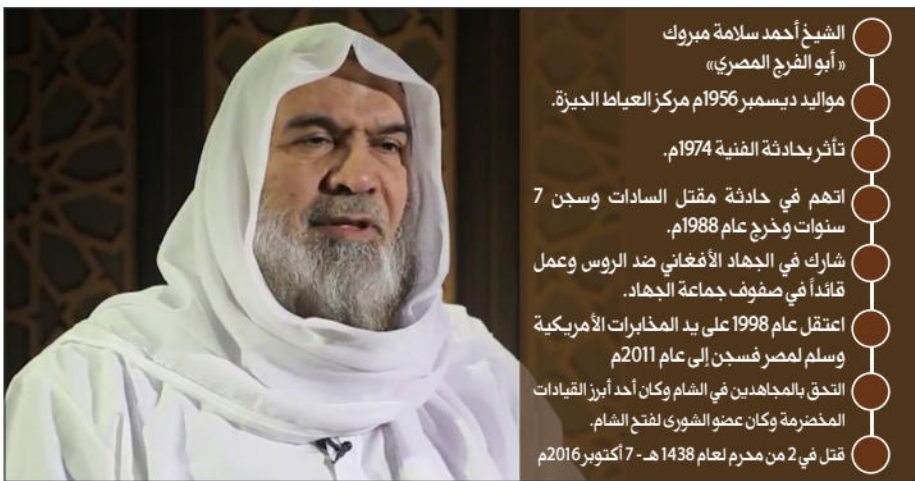 الشيخ أحمد سلامة مبروك
« أبو الفرج المصري»
مواليد ديسمبر 1956م مركز العياط الجيزة.
تأثر بحادثة الفنية 1974م.
اتهم في حادثة مقتل السادات وسجن 7
سنوات وخرج عام 1988م.
شارك في الجهاد الأفغاني ضد الروس وعمل
قائداً في صفوف جماعة الجهاد.
اعتقل عام 1998 على يد المخابرات الأمريكية
وسلم لمصر فسجن إلى عام 2011م
التحق بالمجاهدين في الشام وكان أحد أبرز القيادات
المخضرمة وكان عضو الشورى لفتح الشام.
قتل في 2 من محرم لعام 1438 هـ - 7 أكتوبر 2016م